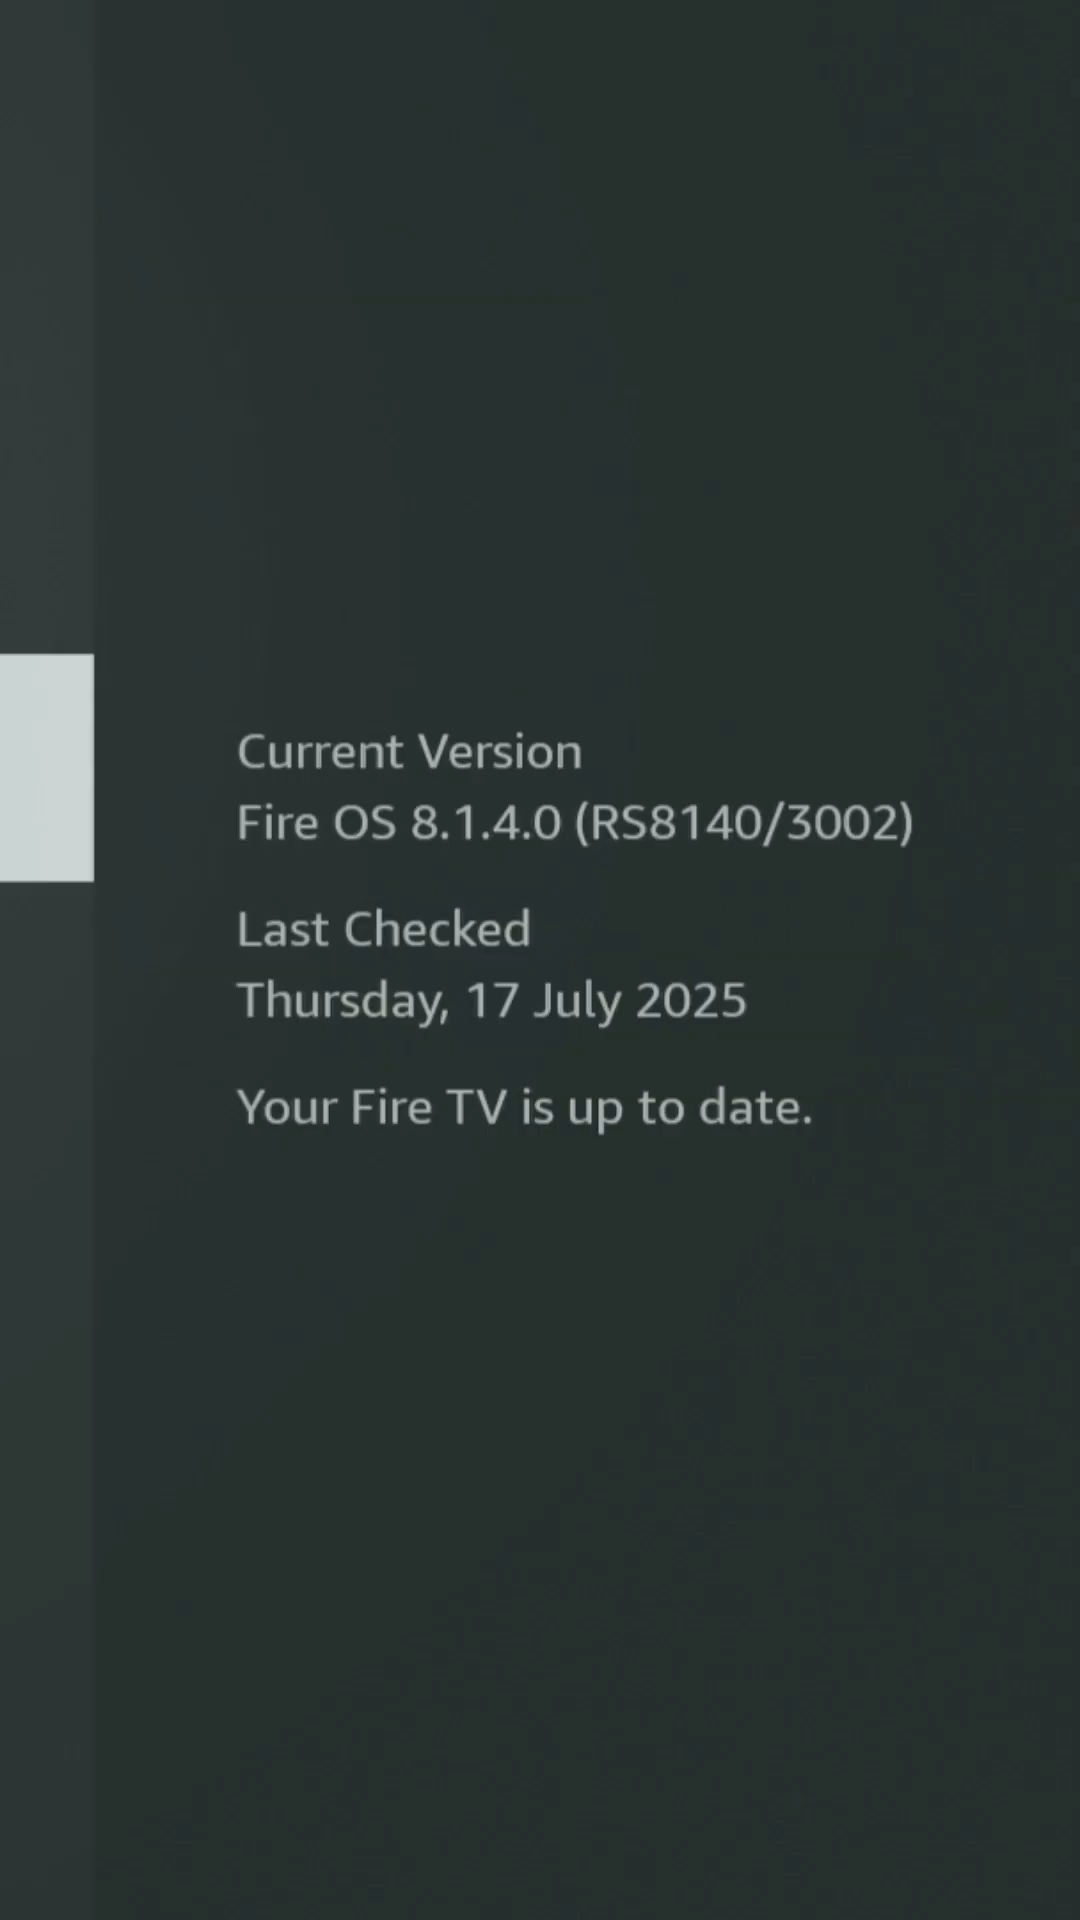 Current Version
Fire OS 8.1.4.0 (RS8140/3002)
Last Checked
Thursday, 17 July 2025
Your Fire TV is up to date.